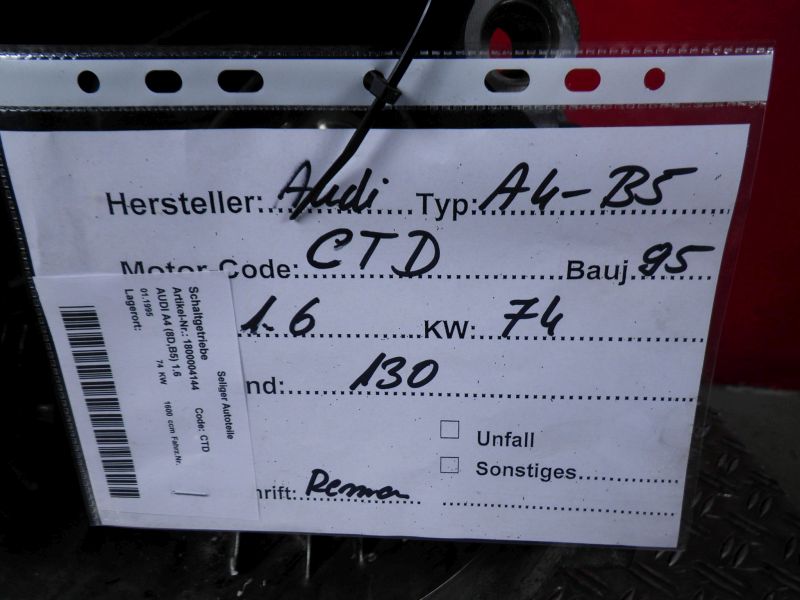 Hersteller: Audi Typ: A4-B5
Motor Code: CTD Bauj 95
1.6 KW: 74
nd: 130
Unfall
Sonstiges
hrift:
Seliger Autoteile
Schaltgetriebe
Artikel-Nr.: 1800004144 Code: CTD
AUDI A4 (8D,B5) 1.6
01.1995 74 KW 1600 ccm Fahrz.Nr.
Lagerort: